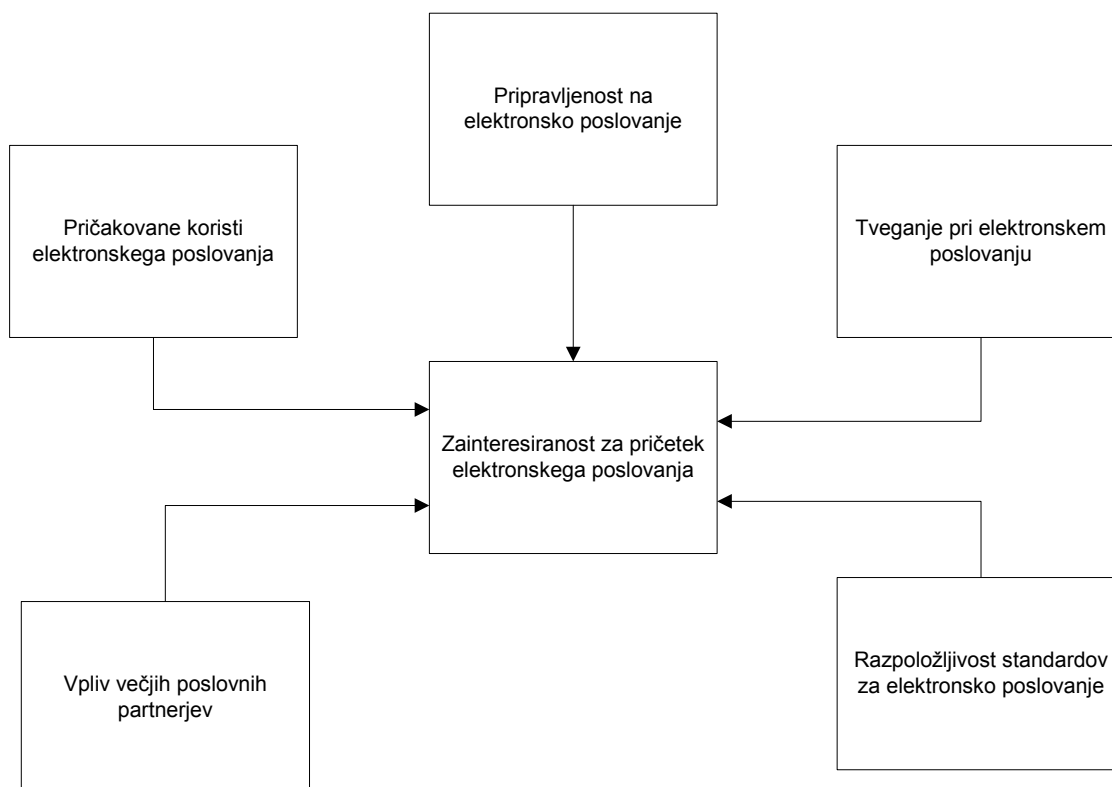 Pripravljenost na
elektronsko poslovanje
Pričakovane koristi
elektronskega poslovanja
Tveganje pri elektronskem
poslovanju
Zainteresiranost za pričetek
elektronskega poslovanja
Vpliv večjih poslovnih
partnerjev
Razpoložljivost standardov
za elektronsko poslovanje